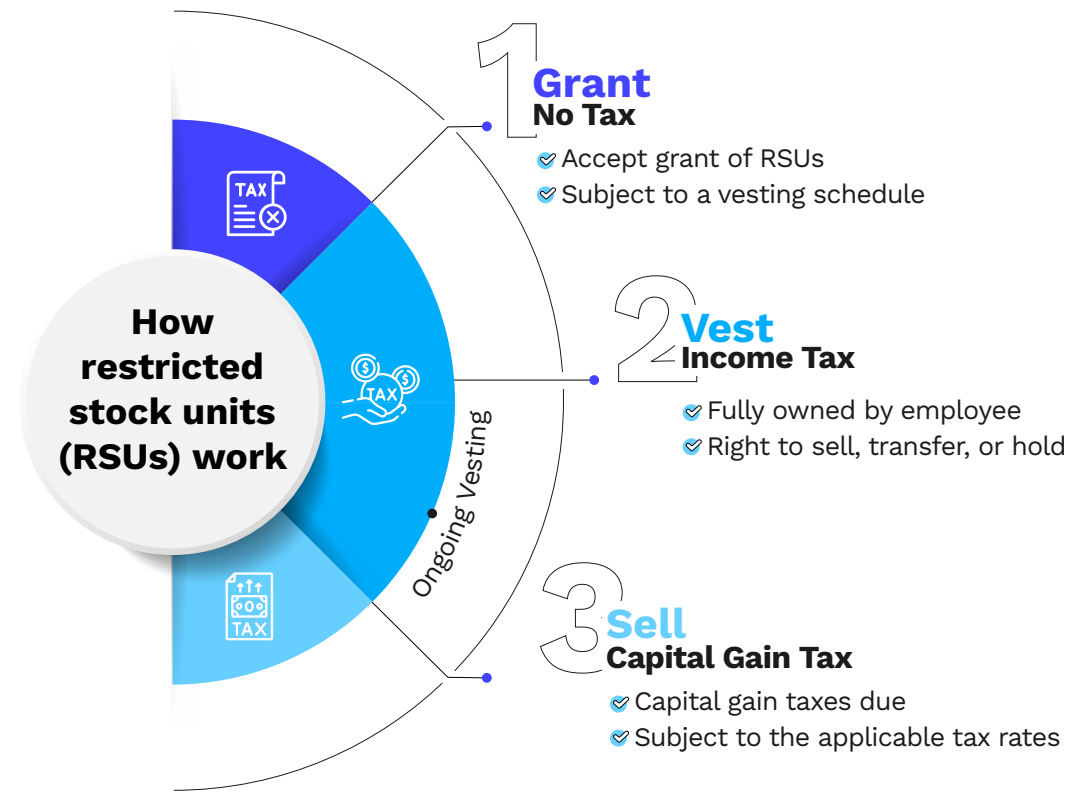 How
restricted
stock units
(RSUs) work
TAX
1
Grant
No Tax
Accept grant of RSUs
Subject to a vesting schedule
$
$
TAX
2
Vest
Income Tax
Fully owned by employee
Right to sell, transfer, or hold
Ongoing Vesting
TAX
3
Sell
Capital Gain Tax
Capital gain taxes due
Subject to the applicable tax rates